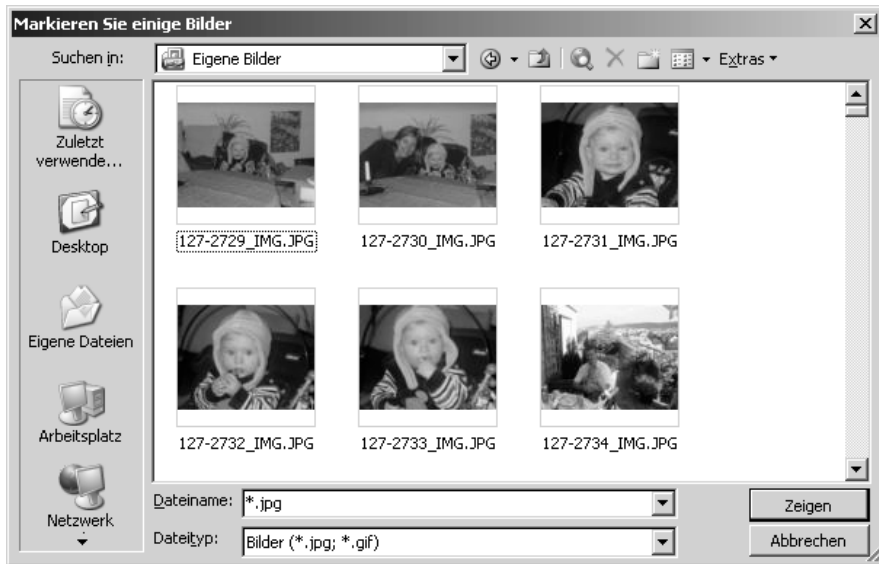 Markieren Sie einige Bilder
Suchen in:
Eigene Bilder
Extras
Zuletzt
verwende...
Desktop
Eigene Dateien
Arbeitsplatz
Netzwerk
127-2729_IMG.JPG
127-2730_IMG.JPG
127-2731_IMG.JPG
127-2732_IMG.JPG
127-2733_IMG.JPG
127-2734_IMG.JPG
Dateiname:
*.jpg
Zeigen
Dateityp:
Bilder (*.jpg; *.gif)
Abbrechen